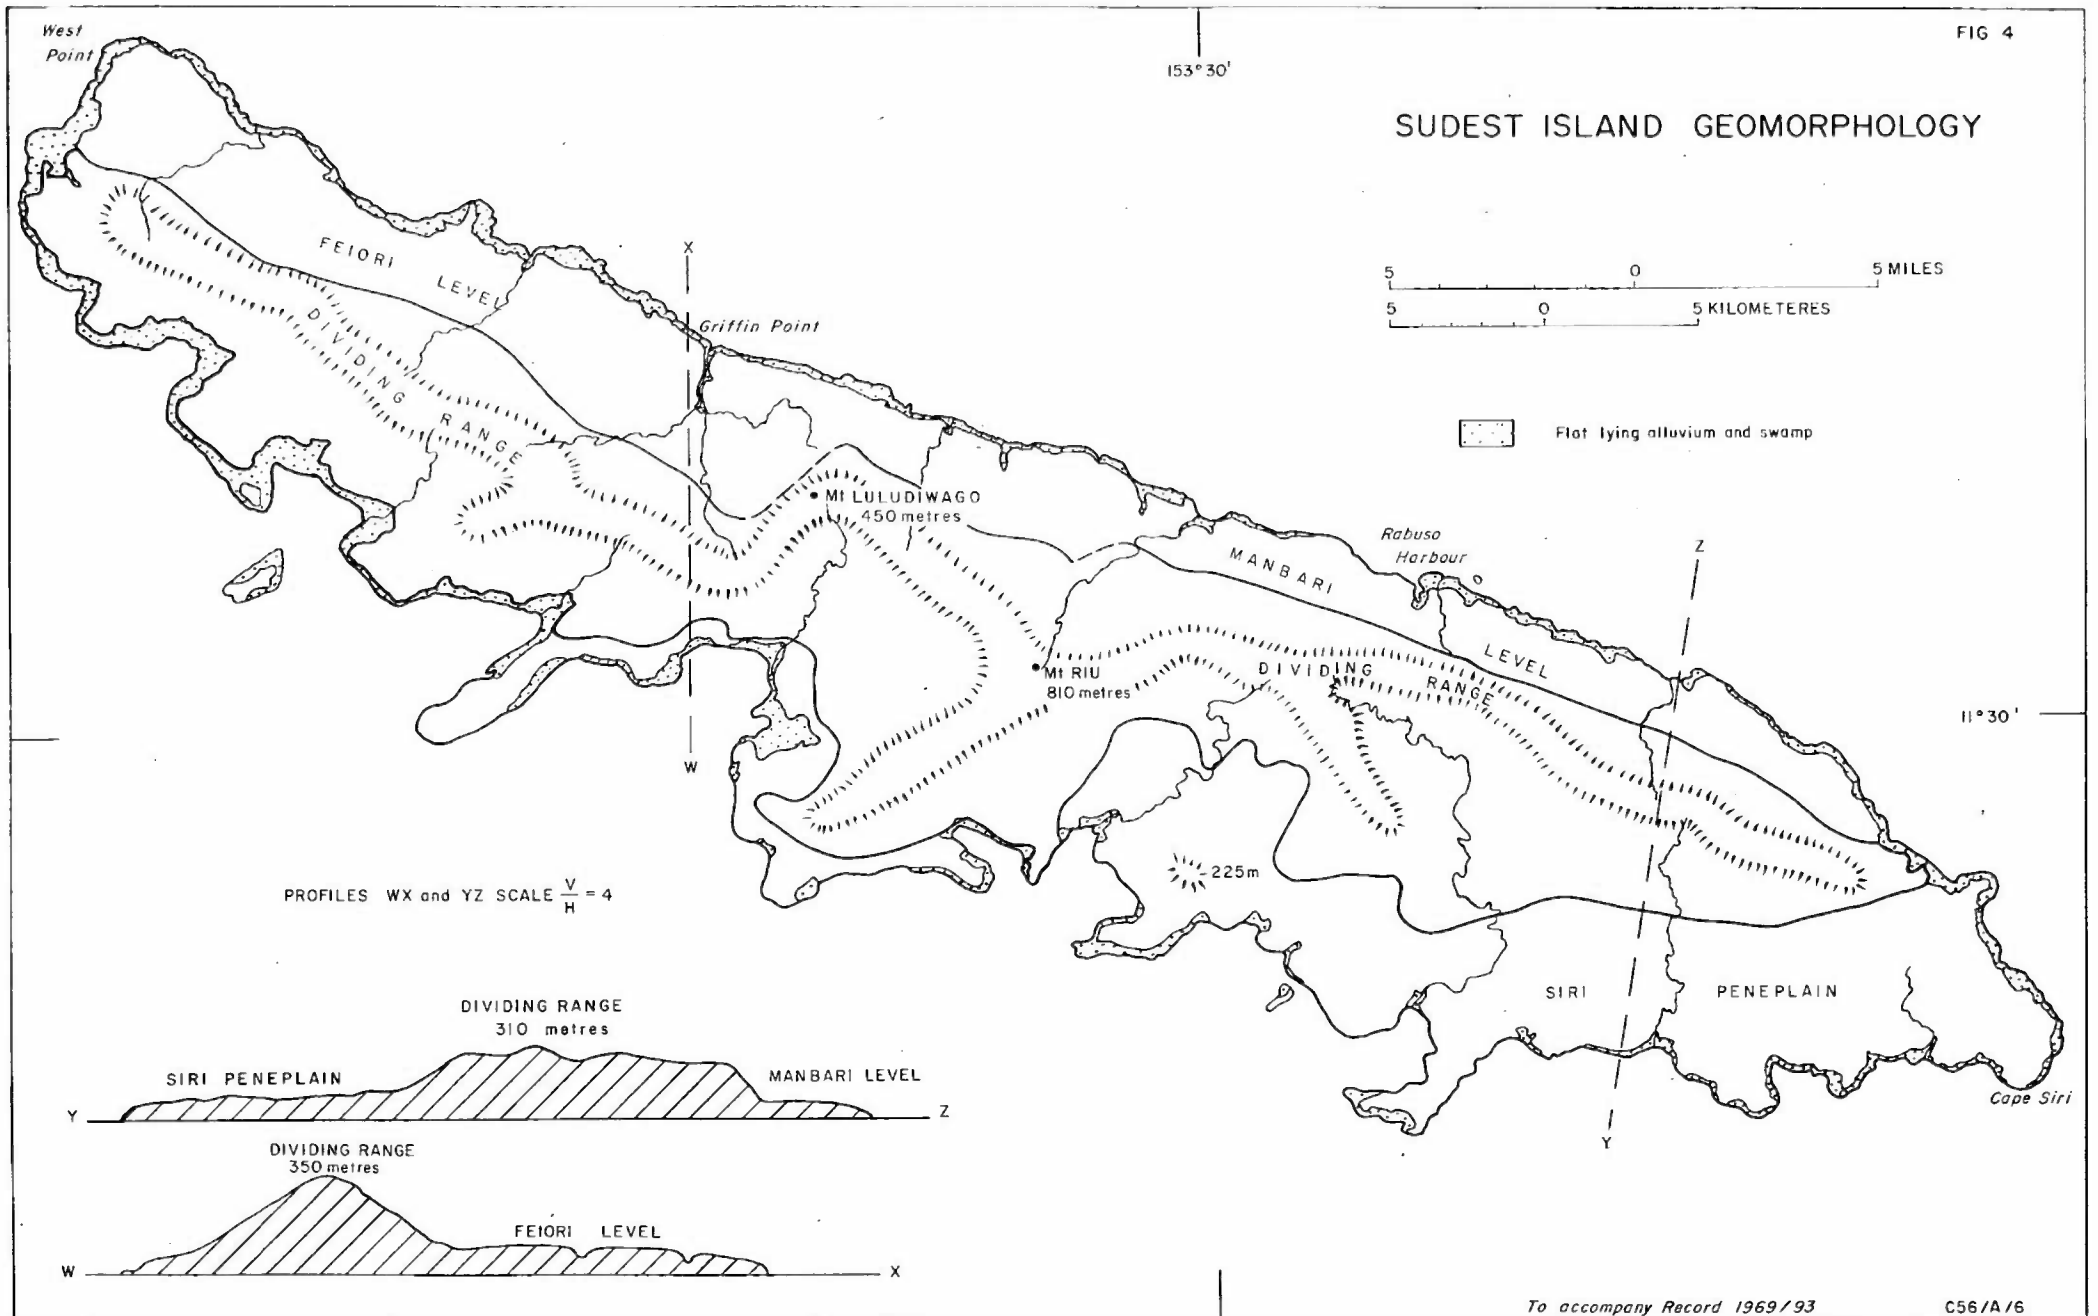 West
Point
FIG 4
153°30'
SUDEST ISLAND GEOMORPHOLOGY
5 0 5 MILES
5 0 5 KILOMETERES
Flat lying alluvium and swamp
FEIORI LEVEL
X
Griffin Point
DIVIDING RANGE
Mt LULUDIWAGO
450 metres
Rabuso
Harbour
MANBARI LEVEL
Z
Mt RIU
810 metres
DIVIDING RANGE
11°30'
W
225m
PROFILES WX and YZ SCALE V/H = 4
SIRI PENEPLAIN
Cape Siri
Y
DIVIDING RANGE
310 metres
SIRI PENEPLAIN
MANBARI LEVEL
Y Z
DIVIDING RANGE
350 metres
FEIORI LEVEL
W X
To accompany Record 1969/93 C56/A/6